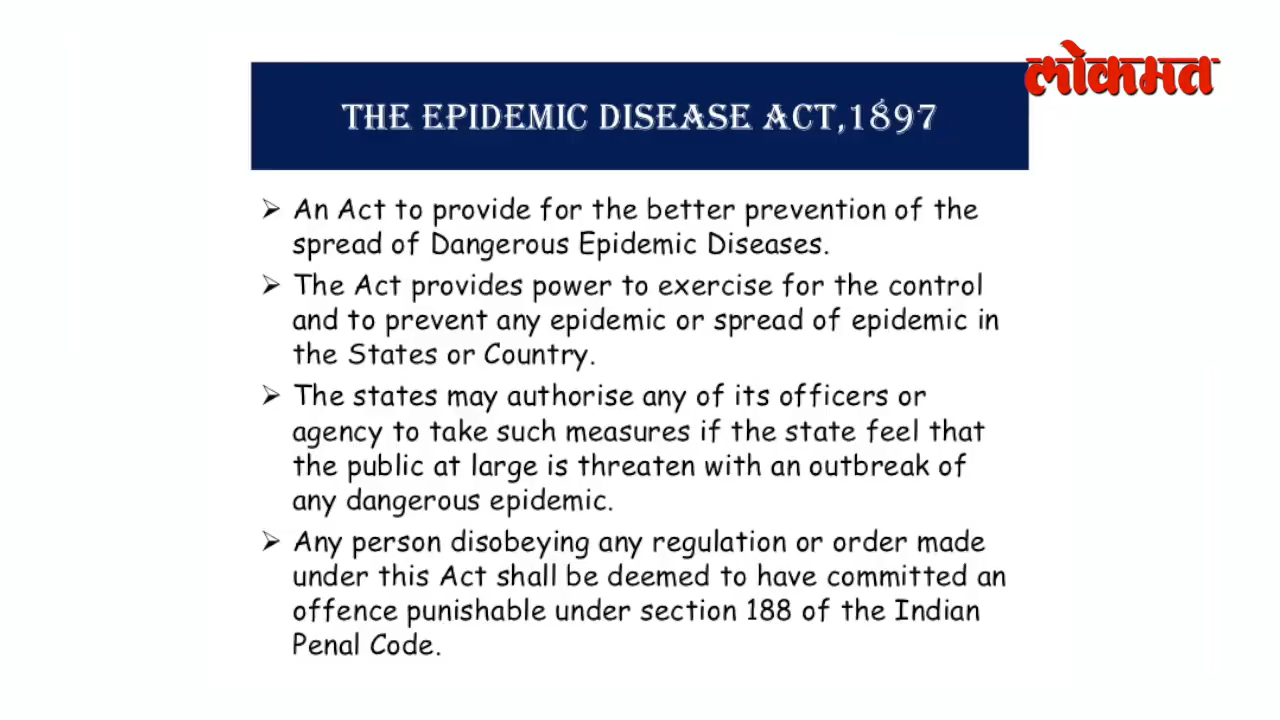 लोकमत
THE EPIDEMIC DISEASE ACT,1897
➢ An Act to provide for the better prevention of the
spread of Dangerous Epidemic Diseases.
➢ The Act provides power to exercise for the control
and to prevent any epidemic or spread of epidemic in
the States or Country.
➢ The states may authorise any of its officers or
agency to take such measures if the state feel that
the public at large is threaten with an outbreak of
any dangerous epidemic.
➢ Any person disobeying any regulation or order made
under this Act shall be deemed to have committed an
offence punishable under section 188 of the Indian
Penal Code.